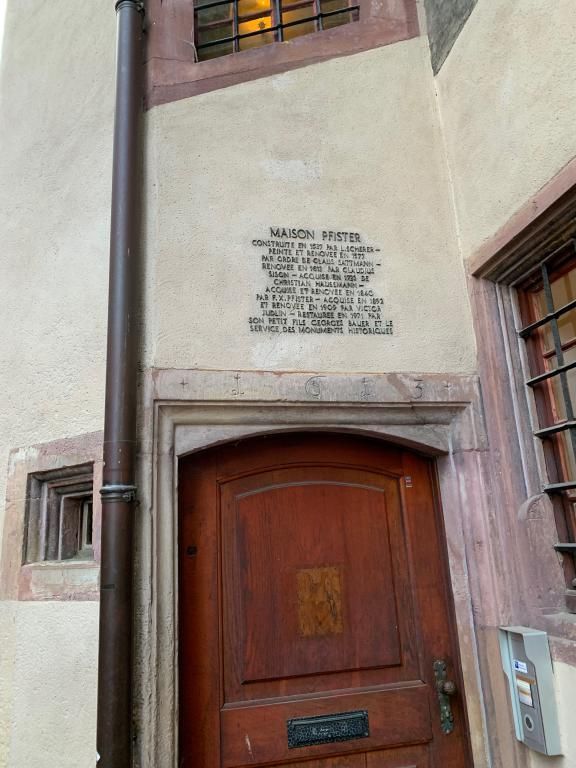 MAISON PFISTER
CONSTRUITE EN 1537 PAR L. SCHERER –
PEINTE ET RENOVEE EN 1577
PAR ORDRE DE CLAUS SATTMANN –
RENOVEE EN 1812 PAR CLAUDIUS
SISON – ACQUISE EN 1828 DE
CHRISTIAN HAUSSMANN –
ACQUISE ET RENOVEE EN 1840
PAR F. X. PFISTER – ACQUISE EN 1892
ET RENOVEE EN 1909 PAR VICTOR
JUDLIN – RESTAUREE EN 1971 PAR
SON PETIT FILS GEORGES BAUER ET LE
SERVICE DES MONUMENTS HISTORIQUES